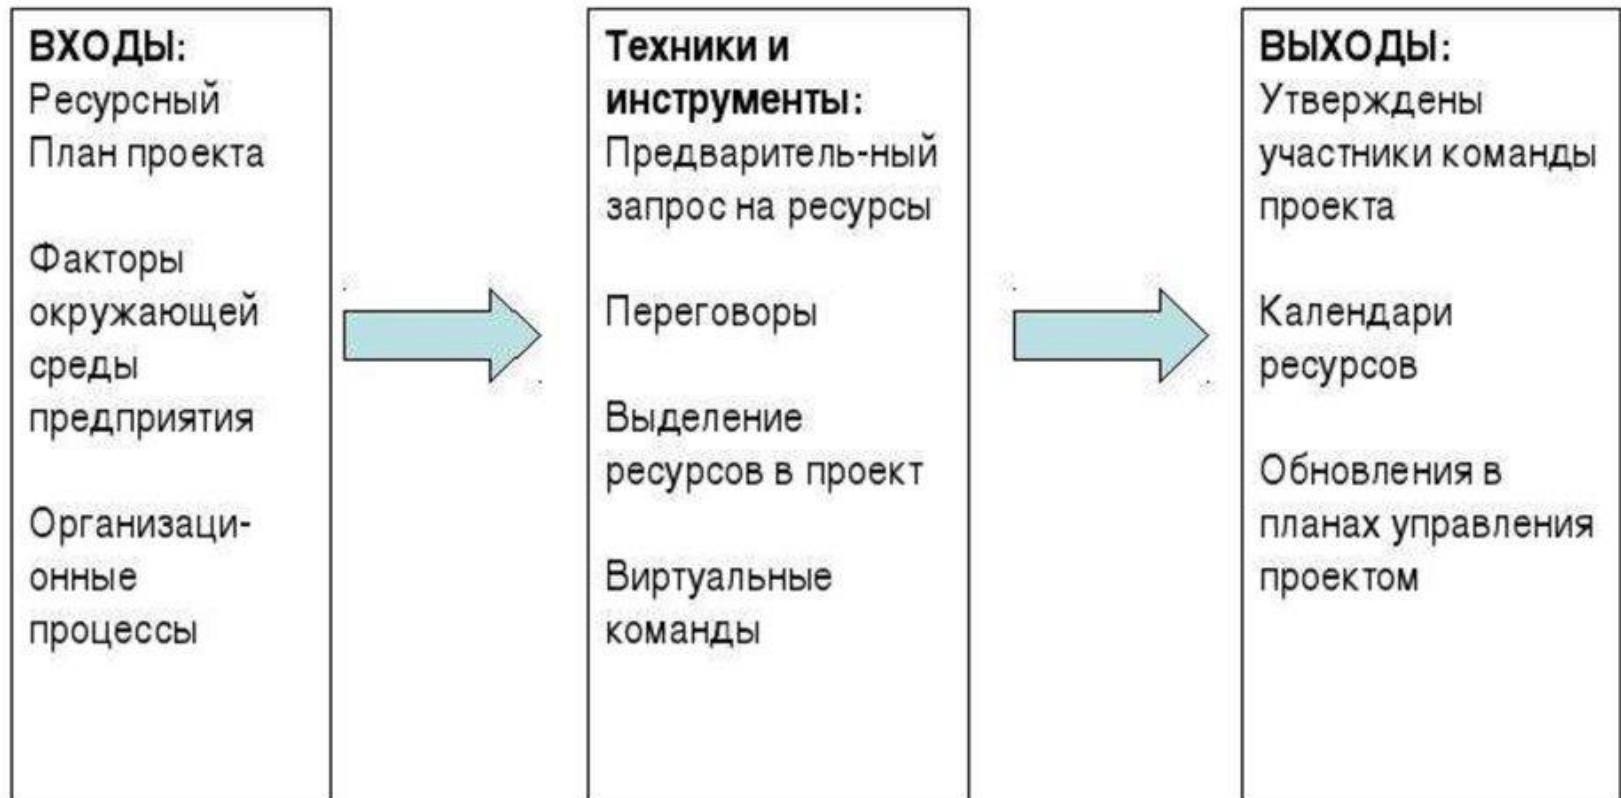 ВХОДЫ:
Ресурсный
План проекта
Факторы
окружающей
среды
предприятия
Организаци-
онные
процессы
Техники и
инструменты:
Предваритель-ный
запрос на ресурсы
Переговоры
Выделение
ресурсов в проект
Виртуальные
команды
ВЫХОДЫ:
Утверждены
участники команды
проекта
Календари
ресурсов
Обновления в
планах управления
проектом